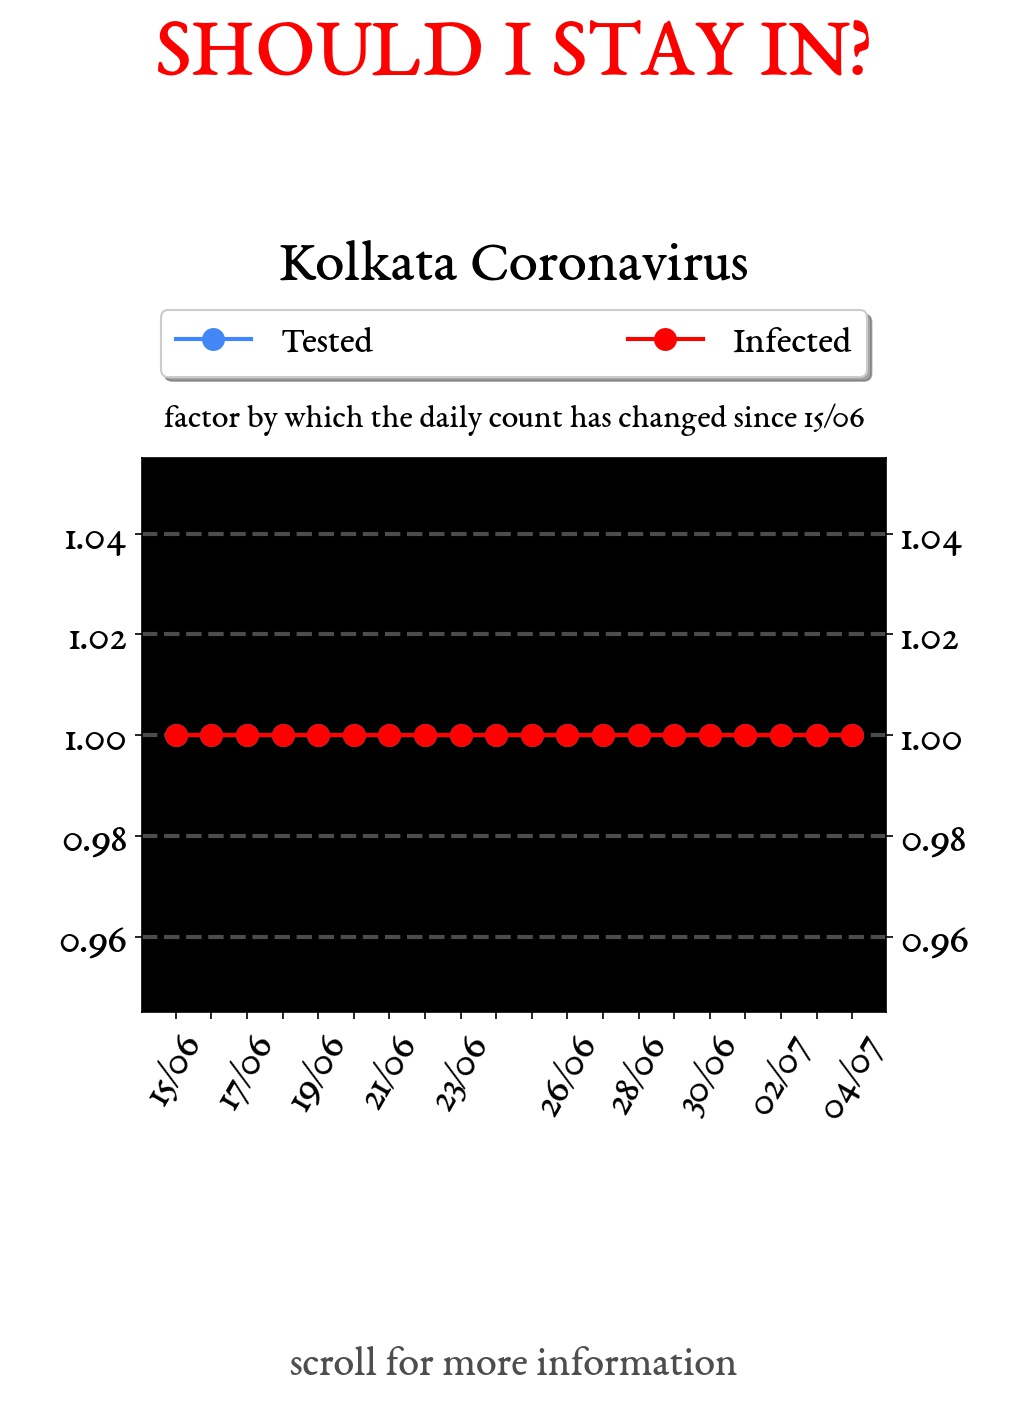 SHOULD I STAY IN?
Kolkata Coronavirus
Tested Infected
factor by which the daily count has changed since 15/06
1.04 1.04
1.02 1.02
1.00 1.00
0.98 0.98
0.96 0.96
15/06 17/06 19/06 21/06 23/06 26/06 28/06 30/06 02/07 04/07
scroll for more information